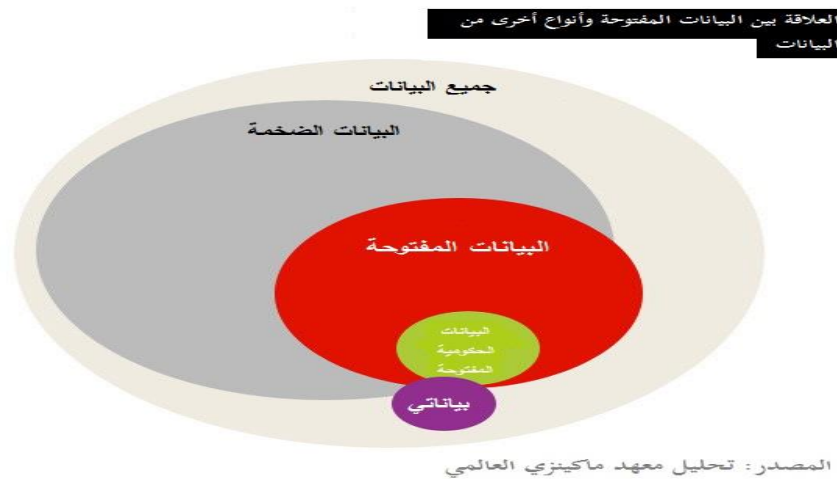 العلاقة بين البيانات المفتوحة وأنواع أخرى من
البيانات
جميع البيانات
البيانات الضخمة
البيانات المفتوحة
البيانات
الحكومية
المفتوحة
بياناتي
المصدر: تحليل معهد ماكينزي العالمي